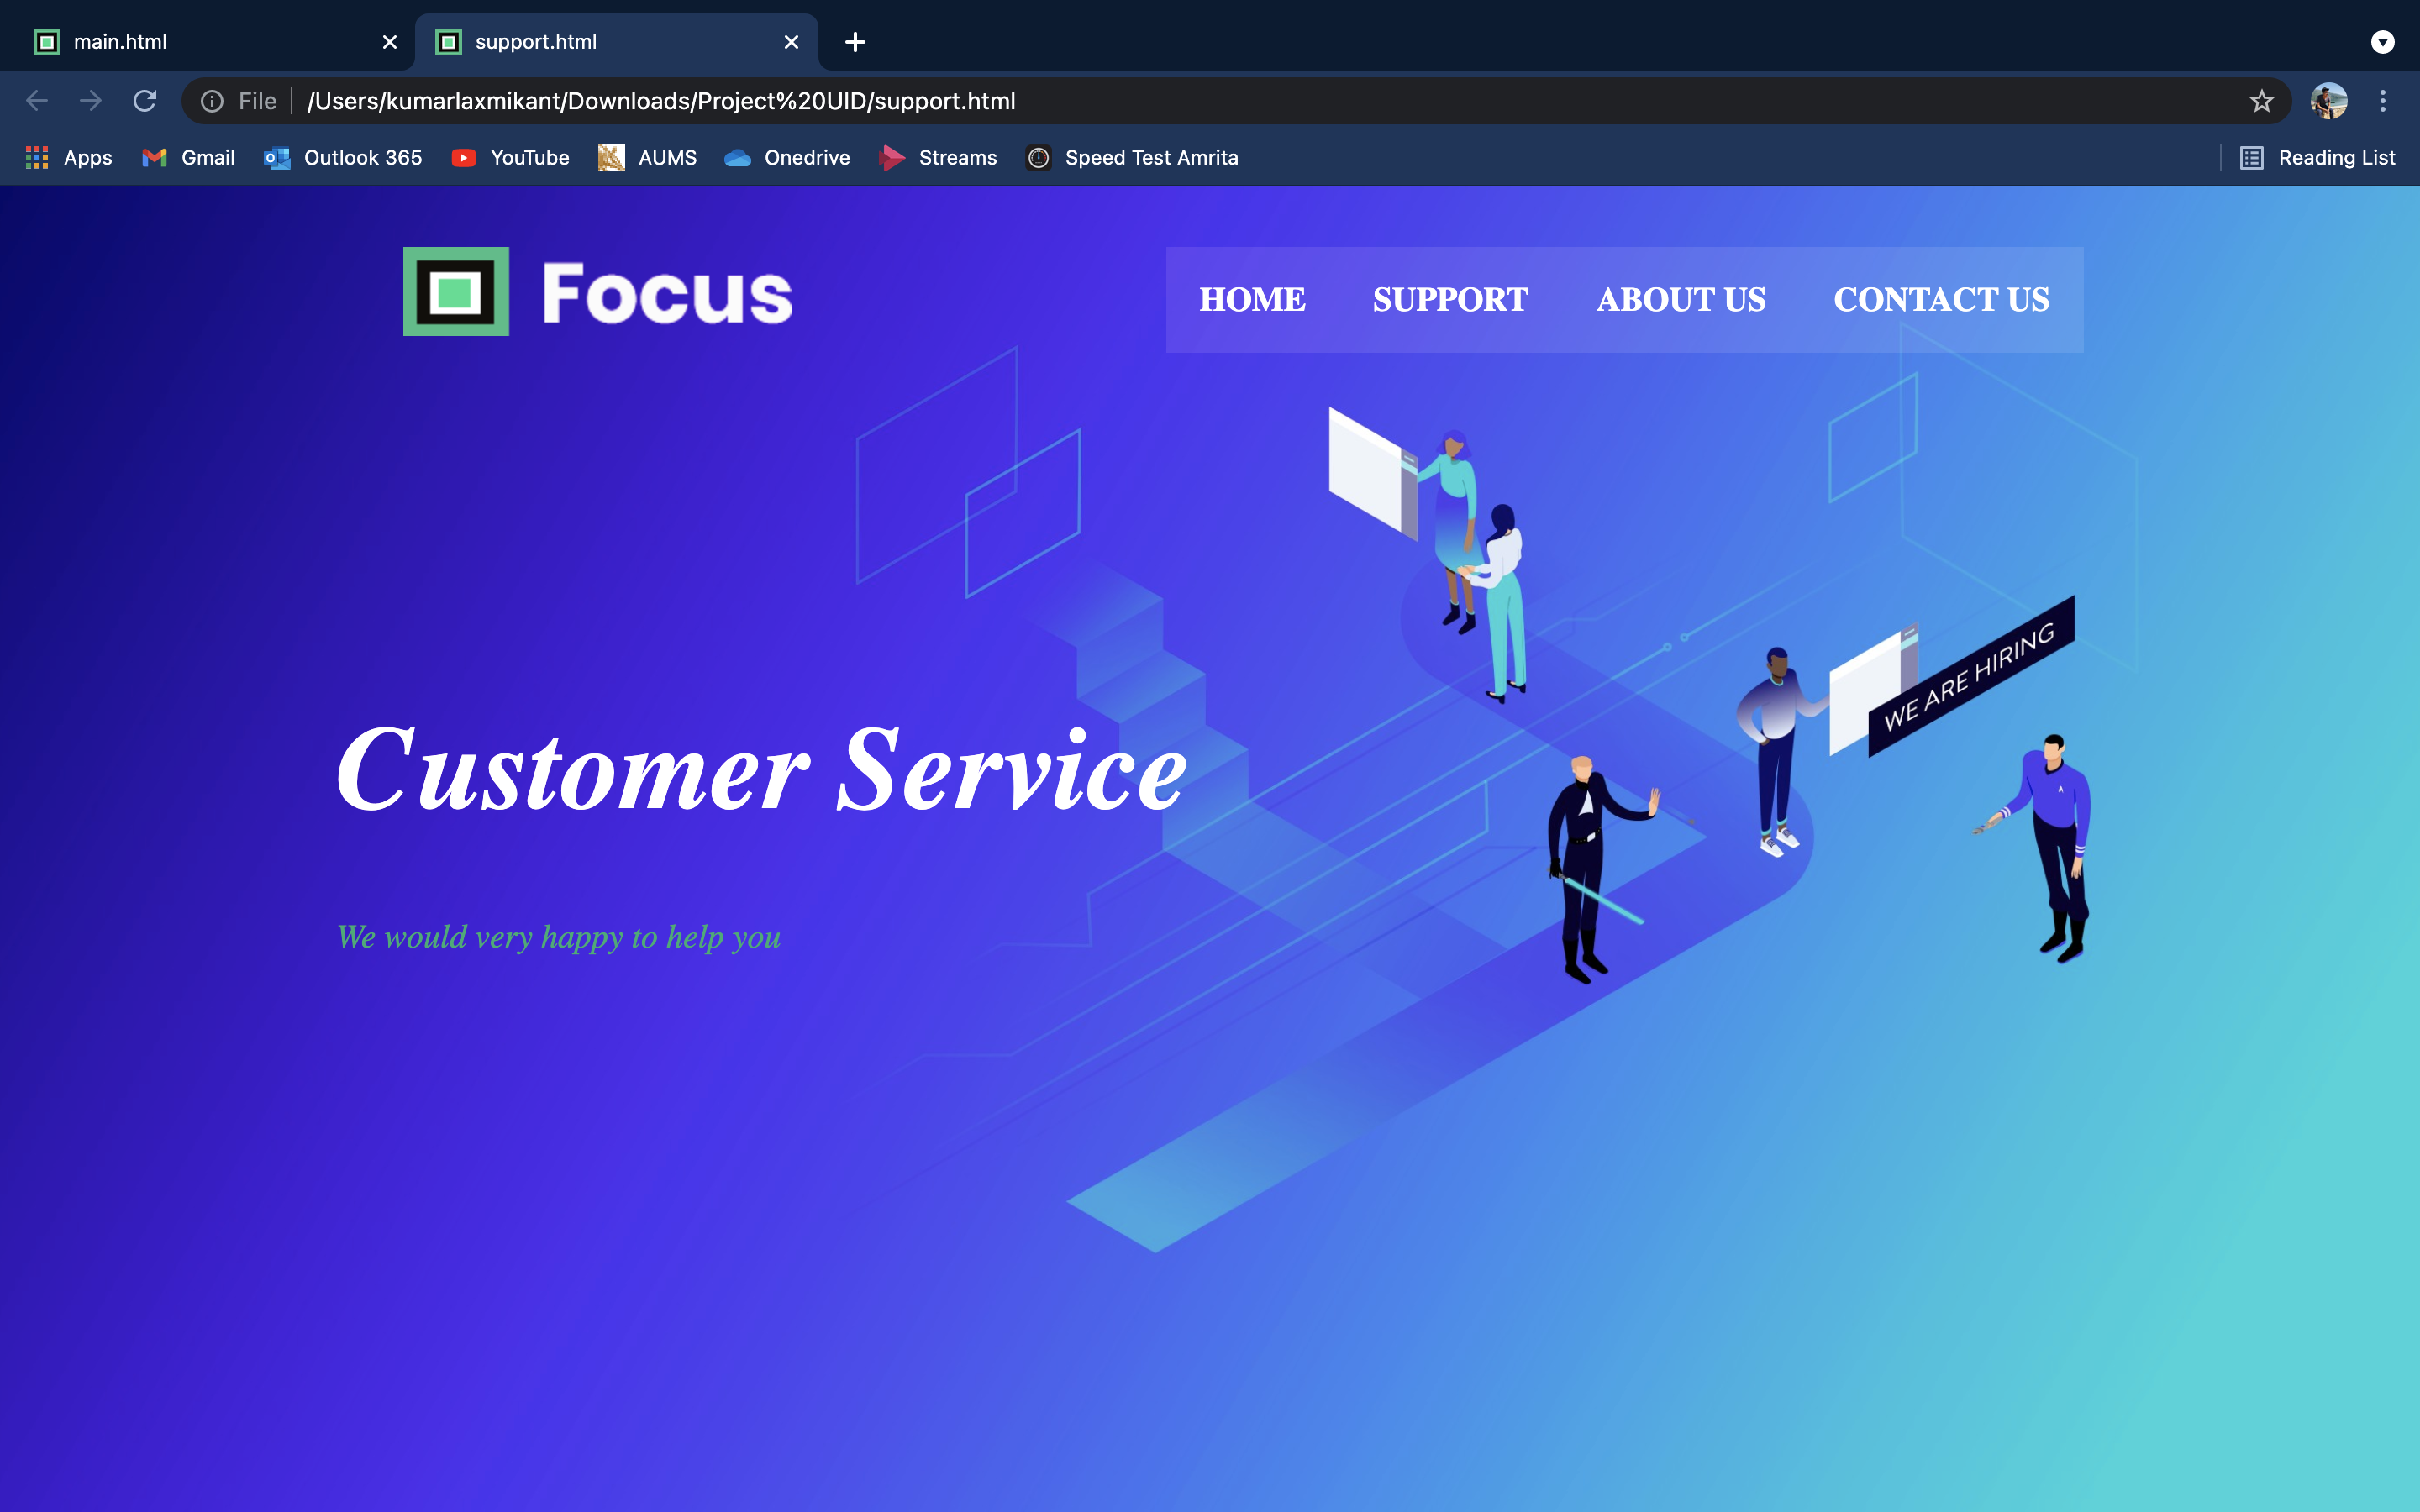 main.html
support.html
File
/Users/kumarlaxmikant/Downloads/Project%20UID/support.html
Apps
Gmail
Outlook 365
YouTube
AUMS
Onedrive
Streams
Speed Test Amrita
Reading List
Focus
HOME
SUPPORT
ABOUT US
CONTACT US
WE ARE HIRING
Customer Service
We would very happy to help you